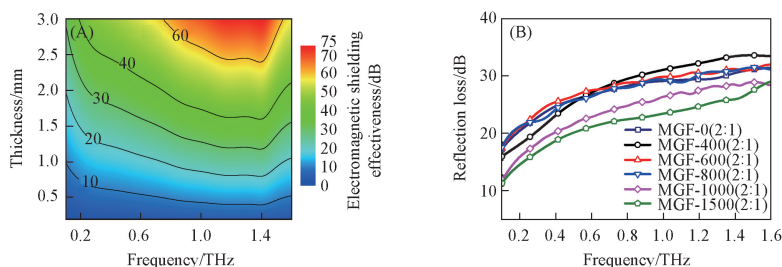 (A)
3.0
2.5
2.0
1.5
1.0
0.5
Thickness/mm
60
40
30
20
10
0.2
0.6
1.0
1.4
Frequency/THz
75
60
50
40
30
20
10
0
Electromagnetic shielding
effectiveness/dB
(B)
40
30
20
10
Reflection loss/dB
MGF-0(2:1)
MGF-400(2:1)
MGF-600(2:1)
MGF-800(2:1)
MGF-1000(2:1)
MGF-1500(2:1)
0.2
0.4
0.6
0.8
1.0
1.2
1.4
1.6
Frequency/THz